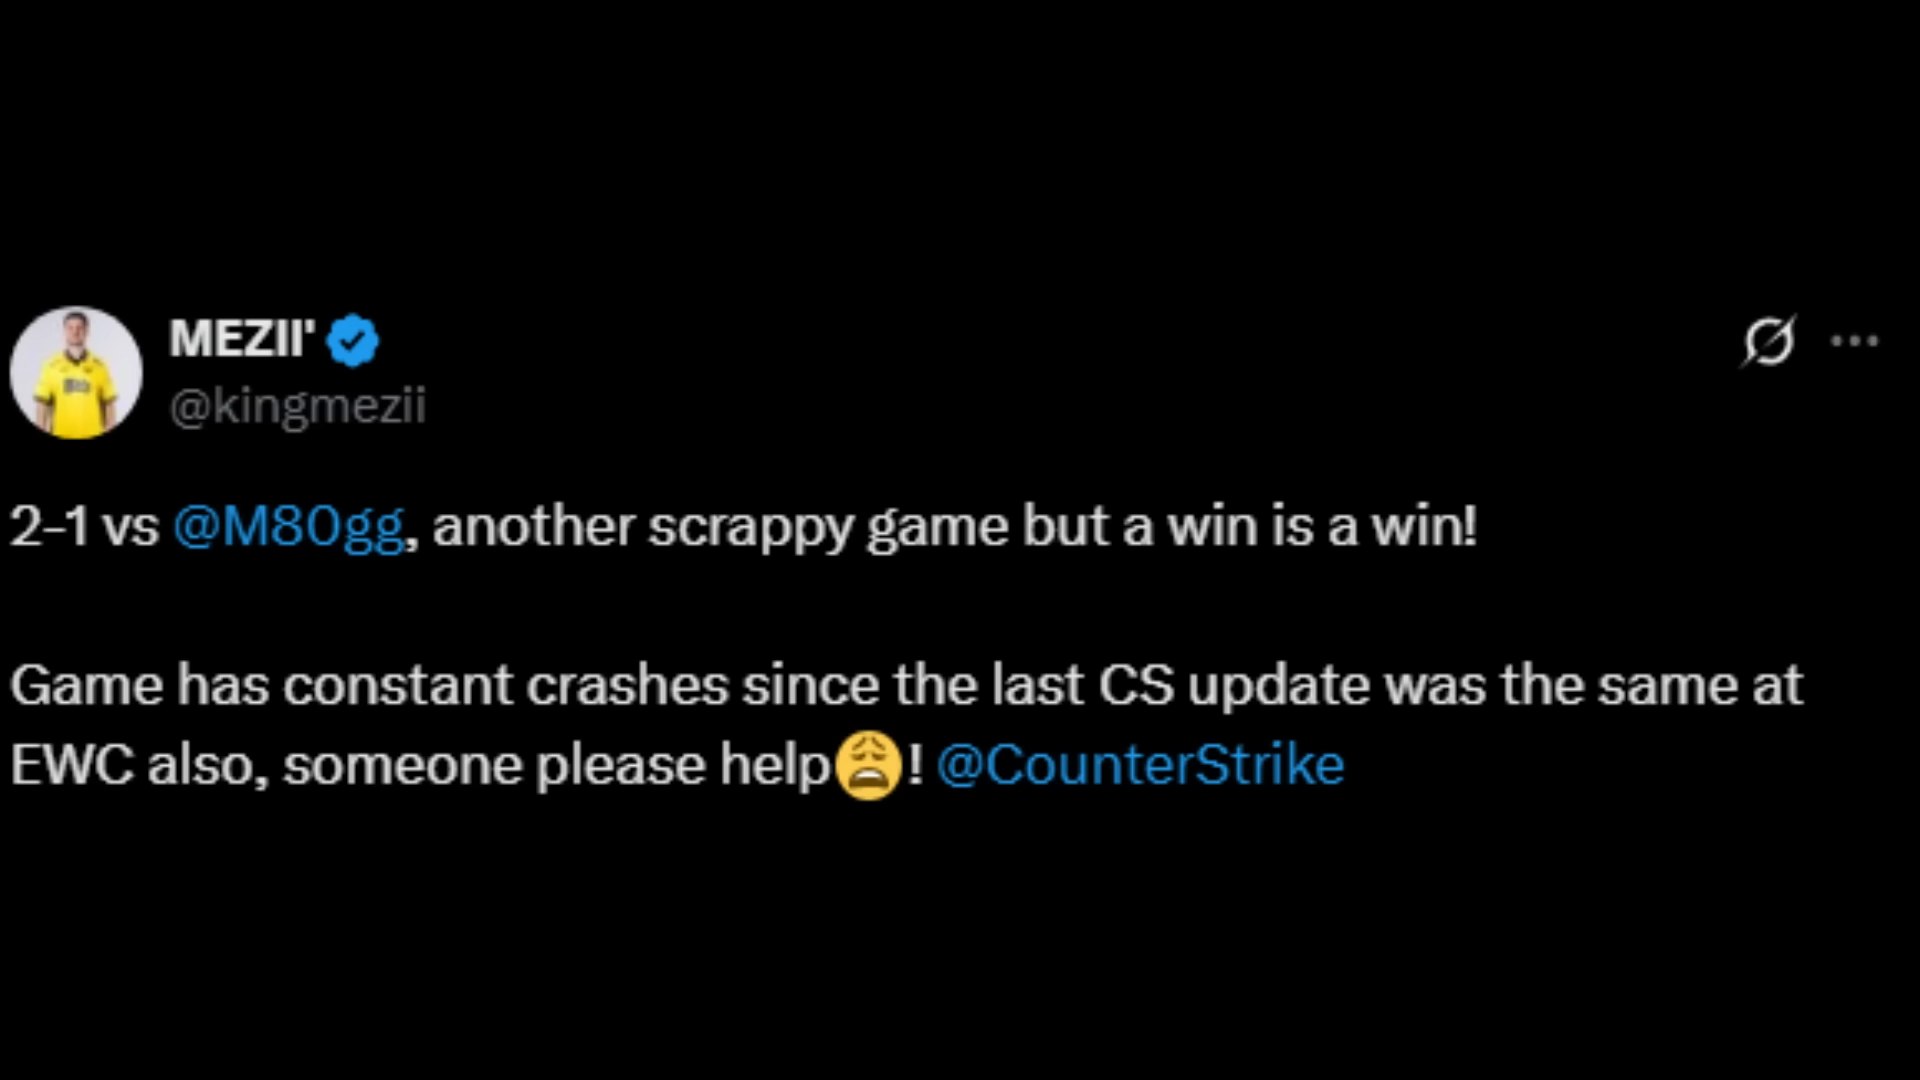 MEZII'
@kingmezii
2-1 vs @M80gg, another scrappy game but a win is a win!
Game has constant crashes since the last CS update was the same at
EWC also, someone please help😩! @CounterStrike